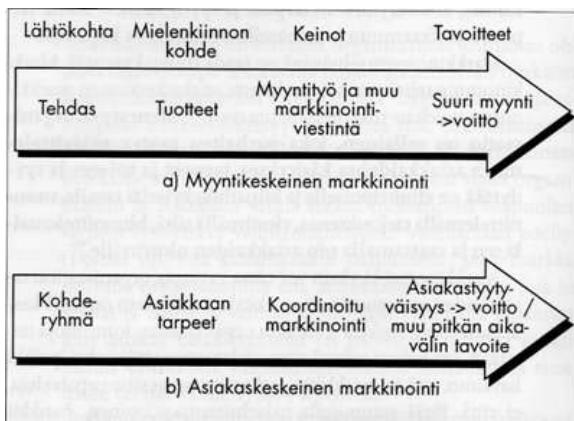 Lähtökohta Mielenkiinnon kohde Keinot Tavoitteet
Tehdas Tuotteet Myyntityö ja muu markkinointi- viestintä Suuri myynti ->voitto
a) Myyntikeskeinen markkinointi
Kohde- ryhmä Asiakkaan tarpeet Koordinoitu markkinointi Asiakastyyty- väisyys -> voitto / muu pitkän aika- välin tavoite
b) Asiakaskeskeinen markkinointi